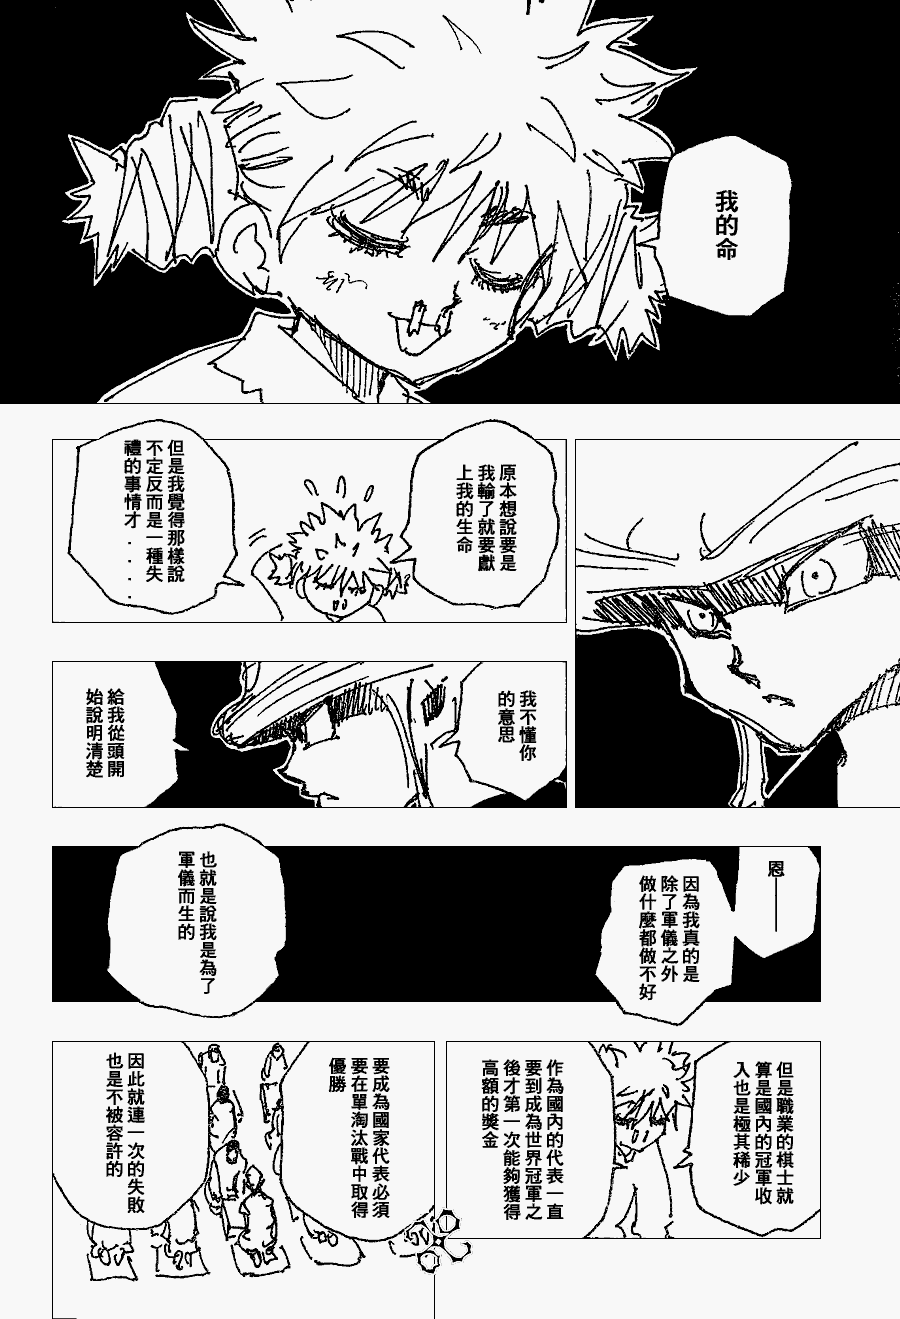 我的命
原本想說要是
我輸了就要獻
上我的生命
但是我覺得那樣說
不定反而是一種失
禮的事情才....
我不懂你
的意思
給我從頭開
始說明清楚
恩——
因為我真的是
除了軍儀之外
做什麼都做不好
也就是說我是為了
軍儀而生的
但是職業的棋士就
算是國內的冠軍收
入也是極其稀少
作為國內的代表一直
要到成為世界冠軍之
後才第一次能夠獲得
高額的獎金
要成為國家代表必須
要在單淘汰戰中取得
優勝
因此就連一次的失敗
也是不被容許的